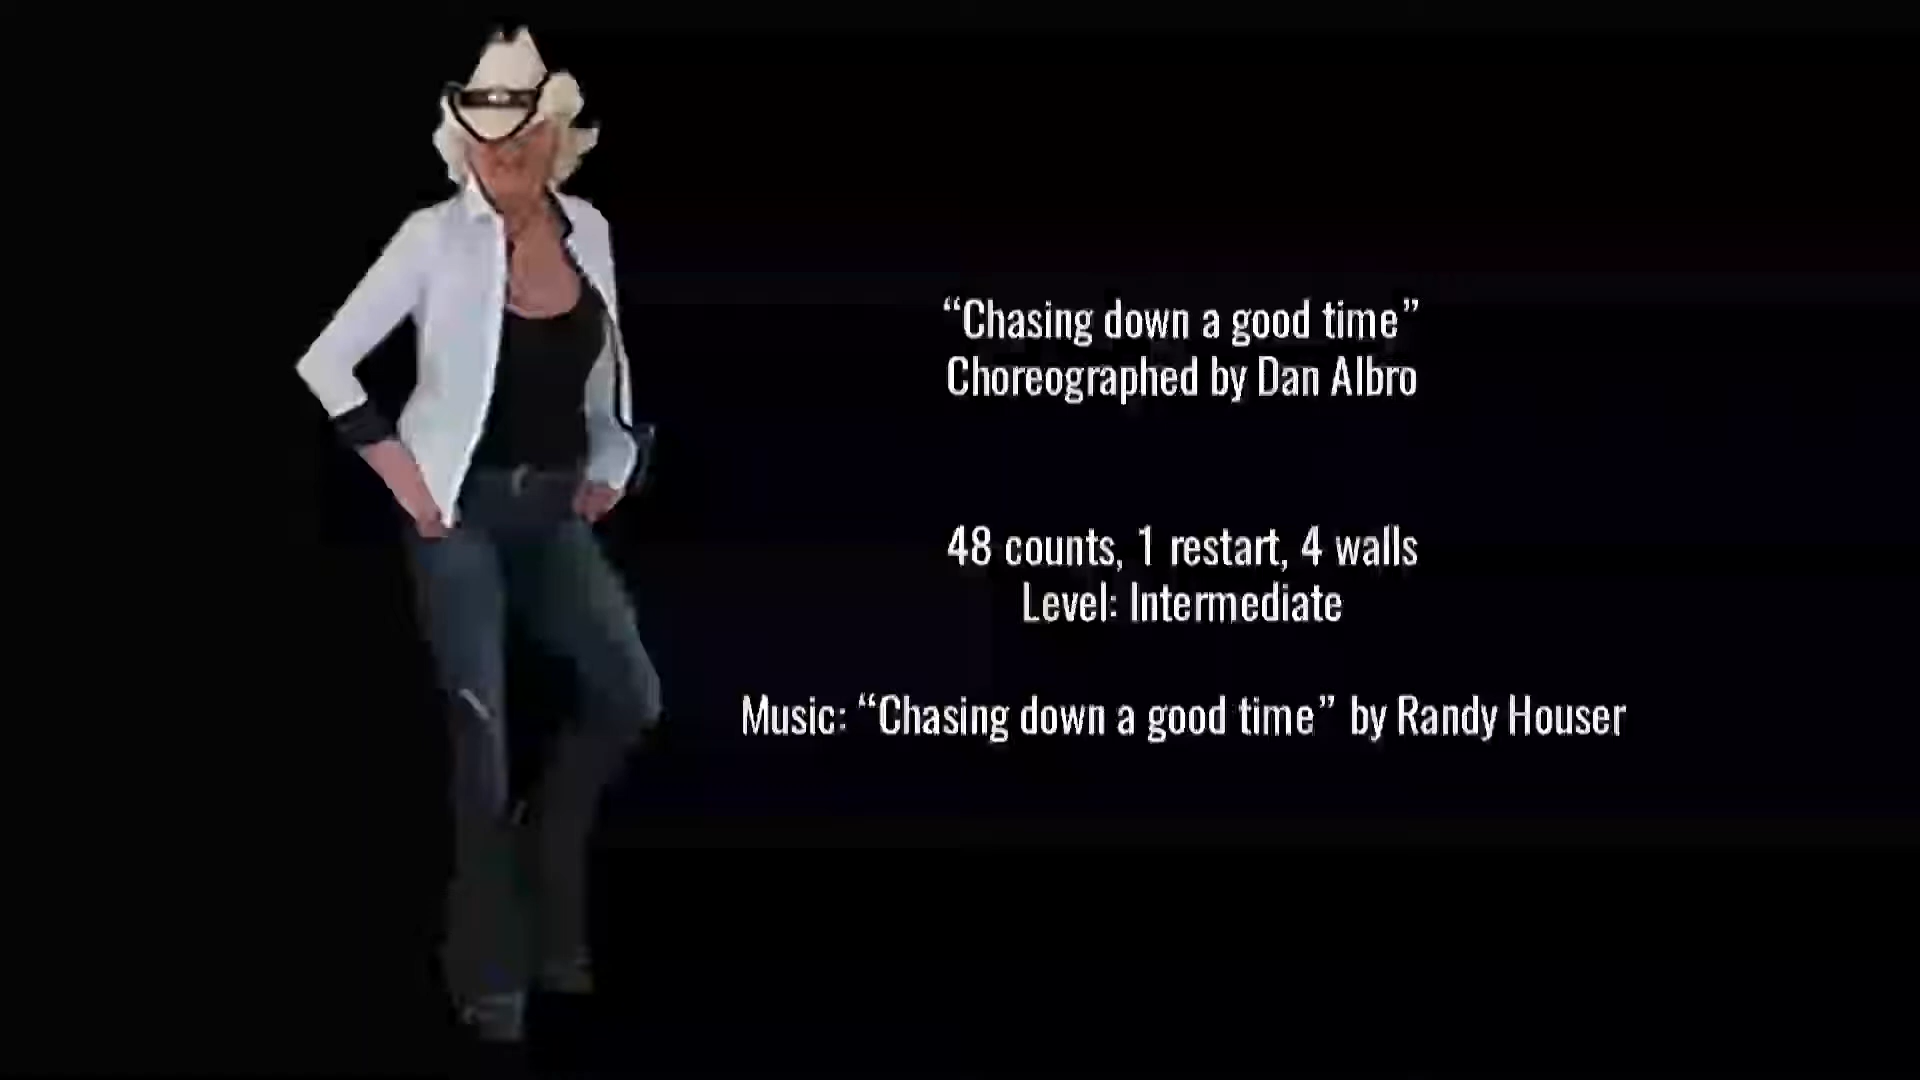 “Chasing down a good time”
Choreographed by Dan Albro
48 counts, 1 restart, 4 walls
Level: Intermediate
Music: “Chasing down a good time” by Randy Houser